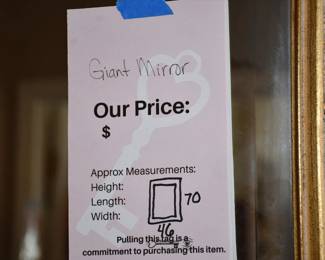 Giant Mirror
Our Price:
$
Approx Measurements:
Height:
Length:
Width:
70
46
Pulling this tag is a
commitment to purchasing this item.